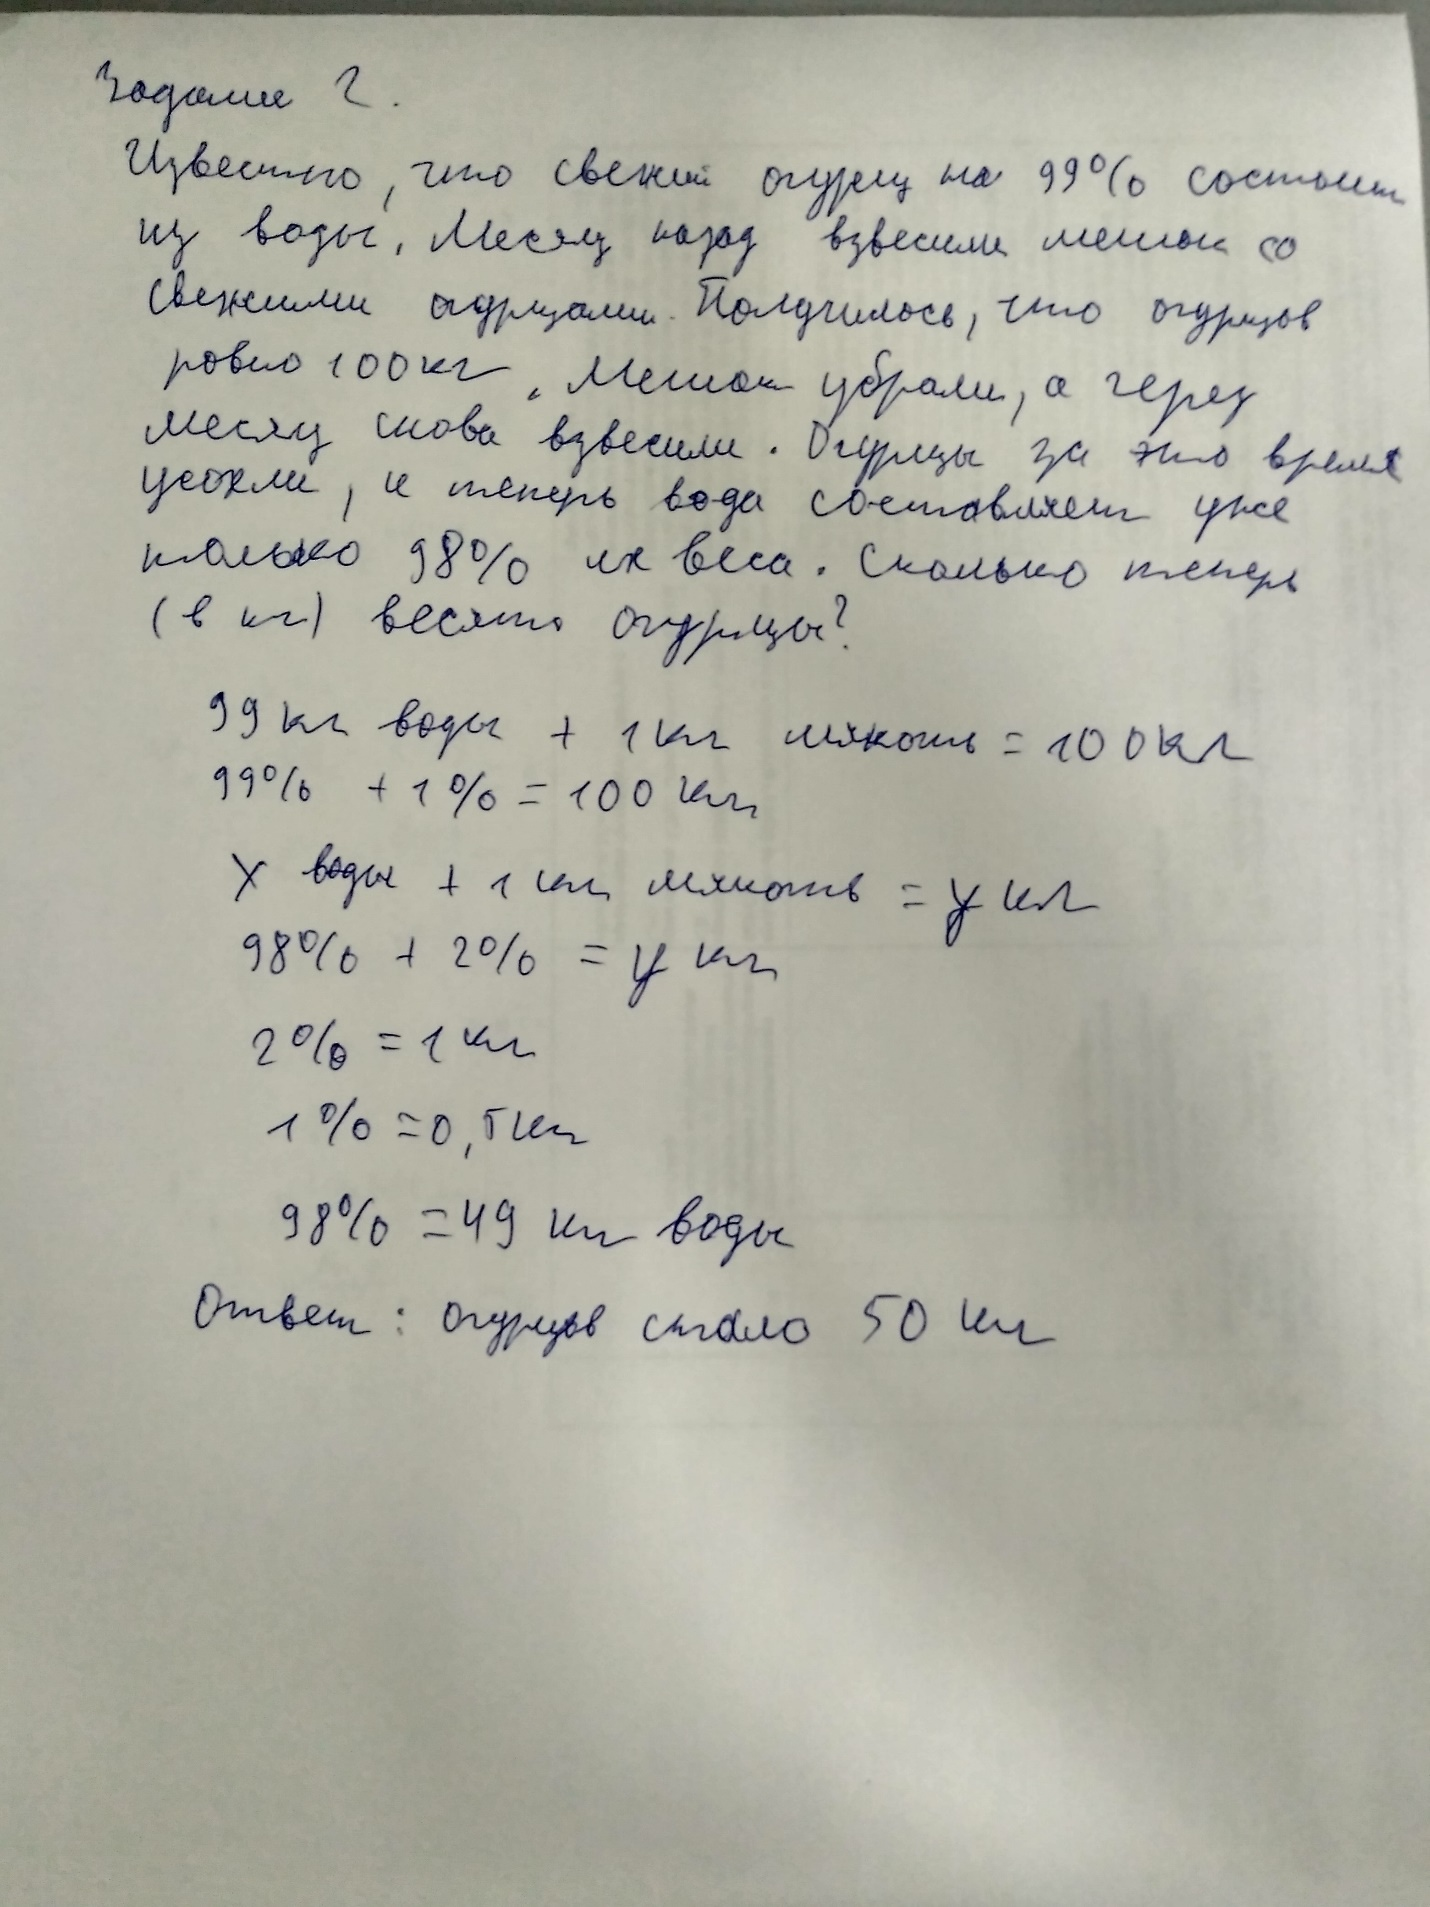 Задание 2.
Известно, что свежий огурец на 99% состоит
из воды. Месяц назад взвесили мешок со
свежими огурцами. Получилось, что огурцов
ровно 100 кг. Мешок убрали, а через
месяц снова взвесили. Огурцы за это время
усохли, и теперь вода составляет уже
только 98% их веса. Сколько теперь
(в кг) весят огурцы?
99 кг воды + 1 кг мякоть = 100 кг
99% + 1% = 100 кг
х воды + 1 кг мякоть = у кг
98% + 2% = у кг
2% = 1 кг
1% = 0,5 кг
98% = 49 кг воды
Ответ: огурцов стало 50 кг